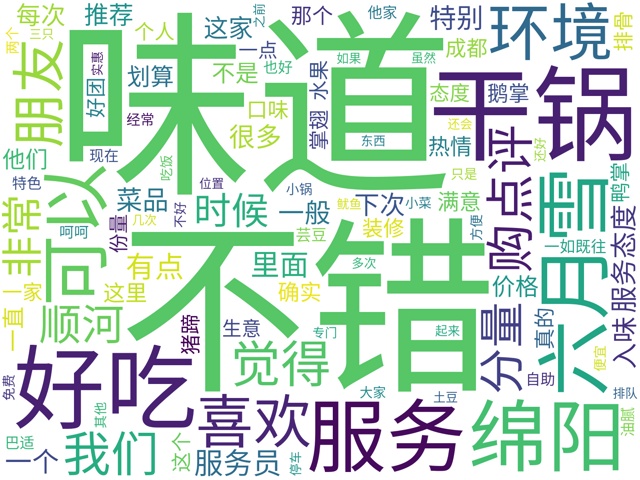 味道
不错
干锅
好吃
六月雪
绵阳
服务
可以
环境
朋友
喜欢
我们
觉得
非常
购点评
分量
顺河
时候
里面
有点
菜品
服务态度
入味
每次
推荐
个人
这家
一点
那个
他家
特别
排骨
两个
三只
之前
好团
实惠
划算
不是
也好
水果
如果
虽然
成都
口味
掌翅
态度
鹅掌
他们
现在
经常
很多
东西
热情
还会
还好
鸭掌
特色
吃饭
位置
小锅
鱿鱼
小菜
只是
呵呵
份量
几次
不好
一般
下次
满意
芸豆
装修
方便
一如既往
一家
这里
确实
多次
价格
真的
一直
猪蹄
生意
专门
起来
自助
便宜
免费
大家
土豆
排队
油腻
巴适
其他
一个
这个
服务员
停车